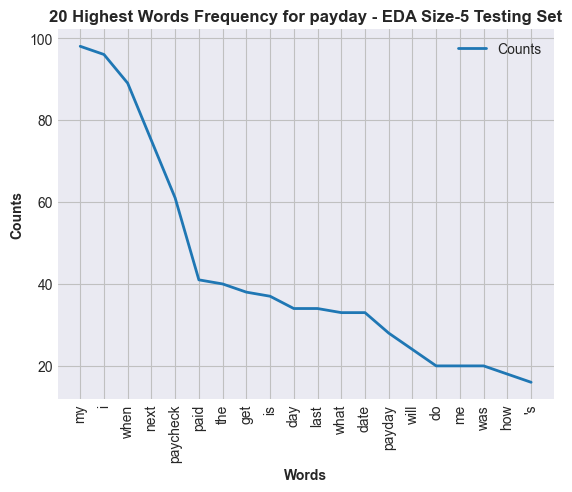 20 Highest Words Frequency for payday - EDA Size-5 Testing Set
Counts
100
80
60
40
20
Counts
my
i
when
next
paycheck
paid
the
get
is
day
last
what
date
payday
will
do
me
was
how
's
Words